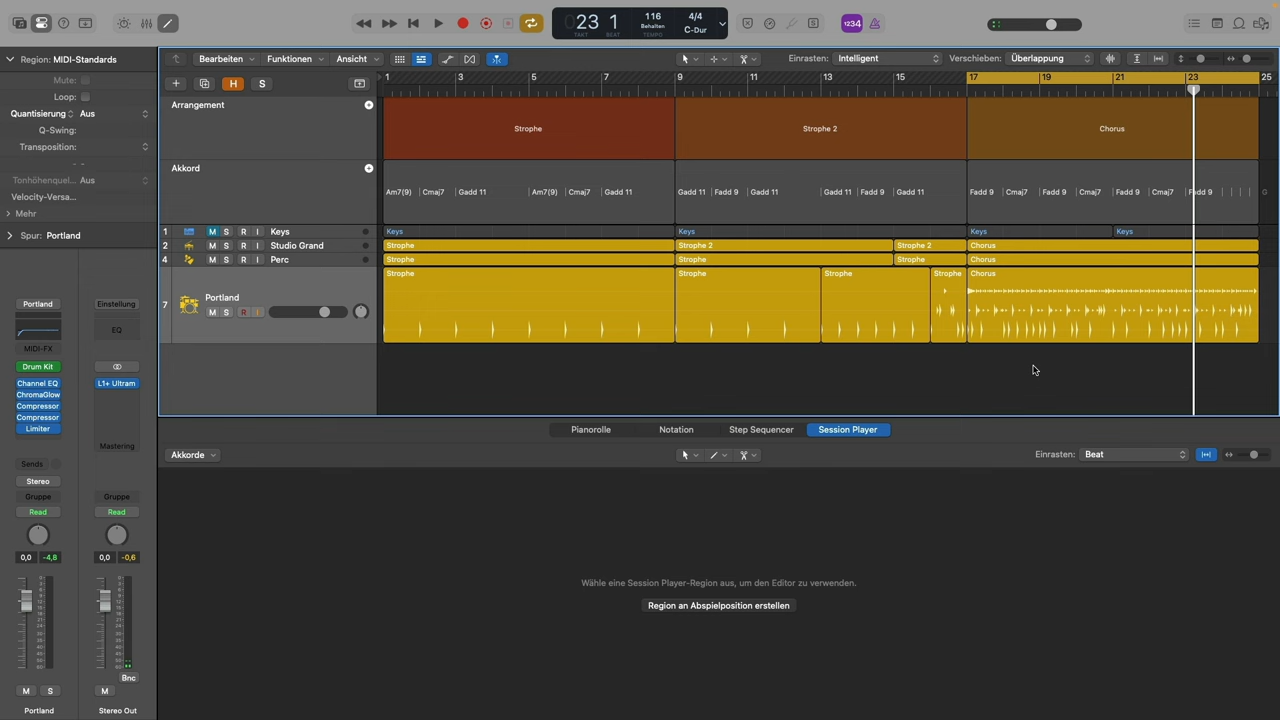 23 1
TAKT BEAT
116
Behalten
TEMPO
4/4
C-Dur
1234
Region: MIDI-Standards
Mute:
Loop:
Quantisierung Aus
Q-Swing:
Transposition:
Tonhöhenquel... Aus
Velocity-Versa...
Mehr
Spur: Portland
Bearbeiten Funktionen Ansicht
Einrasten: Intelligent
Verschieben: Überlappung
H S
1 3 5 7 9 11 13 15 17 19 21 23 25
Arrangement
Strophe Strophe 2 Chorus
Akkord
Am7(9) Cmaj7 Gadd 11 Am7(9) Cmaj7 Gadd 11 Gadd 11 Fadd 9 Gadd 11 Gadd 11 Fadd 9 Gadd 11 Fadd 9 Cmaj7 Fadd 9 Cmaj7 Fadd 9 Cmaj7 Fadd 9 G
1 M S R I Keys
Keys Keys Keys Keys
2 M S R I Studio Grand
Strophe Strophe 2 Strophe 2 Chorus
4 M S R I Perc
Strophe Strophe Strophe Chorus
7 Portland
M S R I
Strophe Strophe Strophe Strophe Chorus
Portland Einstellung
EQ
MIDI-FX
Drum Kit
Channel EQ L1+ Ultram
ChromaGlow
Compressor
Compressor
Limiter
Mastering
Sends
Stereo
Gruppe Gruppe
Read Read
0,0 -4,8 0,0 -0,6
Bnc
M S M
Portland Stereo Out
Pianorolle Notation Step Sequencer Session Player
Akkorde
Einrasten: Beat
Wähle eine Session Player-Region aus, um den Editor zu verwenden.
Region an Abspielposition erstellen